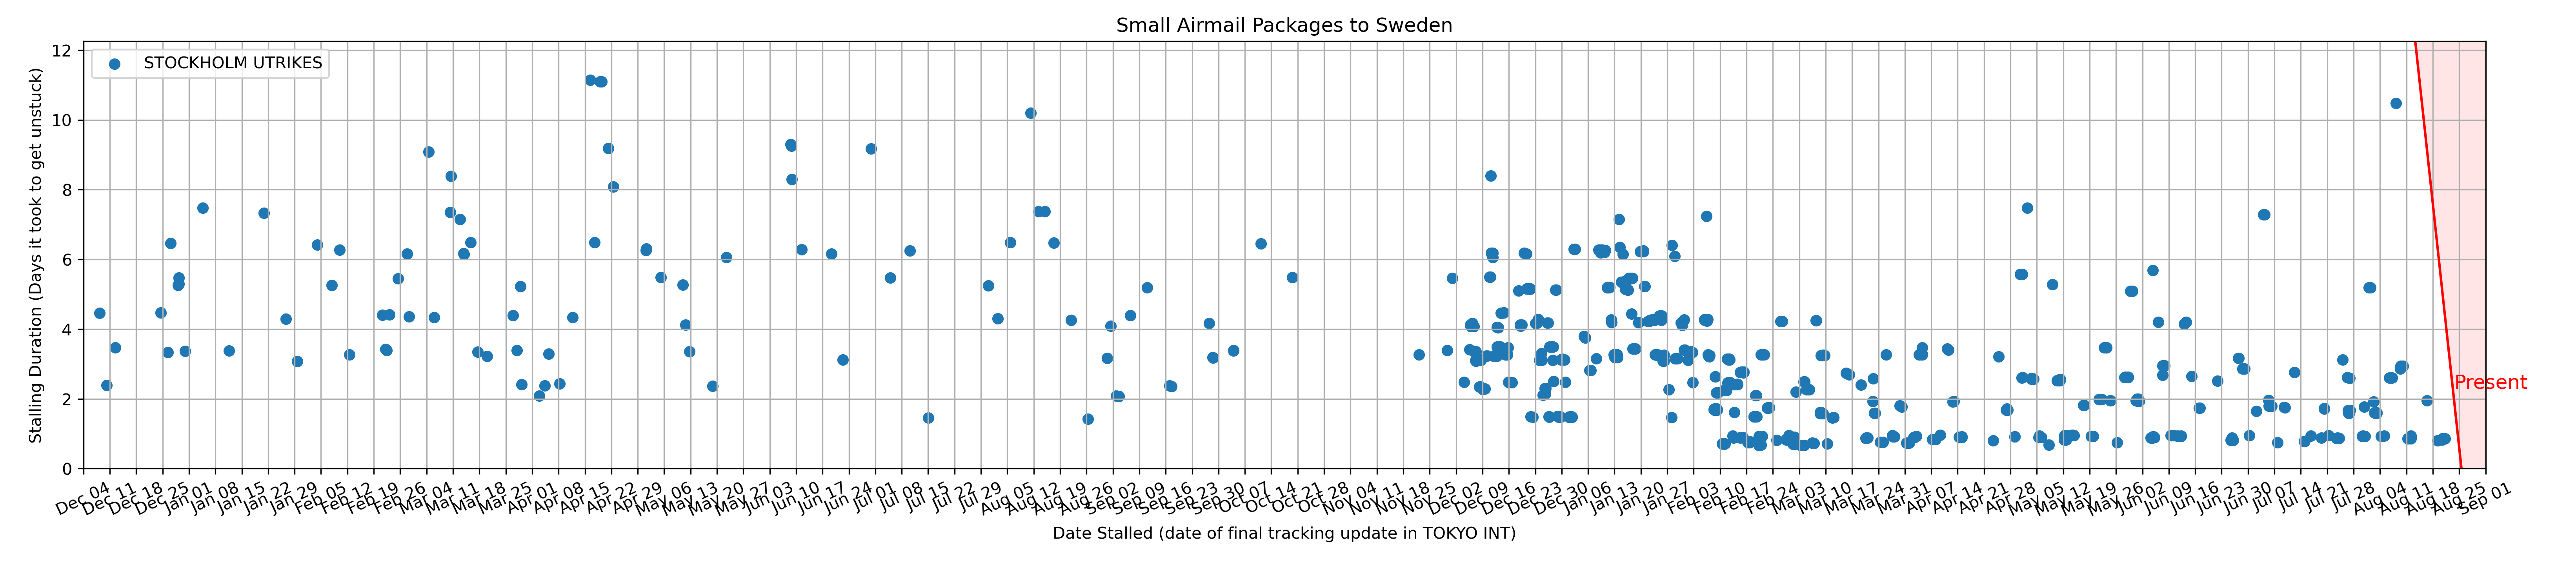 Small Airmail Packages to Sweden
STOCKHOLM UTRIKES
Stalling Duration (Days it took to get unstuck)
12
10
8
6
4
2
0
Present
Dec 04
Dec 11
Dec 18
Dec 25
Jan 01
Jan 08
Jan 15
Jan 22
Jan 29
Feb 05
Feb 12
Feb 19
Feb 26
Mar 04
Mar 11
Mar 18
Mar 25
Apr 01
Apr 08
Apr 15
Apr 22
Apr 29
May 06
May 13
May 20
May 27
Jun 03
Jun 10
Jun 17
Jun 24
Jul 01
Jul 08
Jul 15
Jul 22
Jul 29
Aug 05
Aug 12
Aug 19
Aug 26
Sep 02
Sep 09
Sep 16
Sep 23
Sep 30
Oct 07
Oct 14
Oct 21
Oct 28
Nov 04
Nov 11
Nov 18
Nov 25
Dec 02
Dec 09
Dec 16
Dec 23
Dec 30
Jan 06
Jan 13
Jan 20
Jan 27
Feb 03
Feb 10
Feb 17
Feb 24
Mar 03
Mar 10
Mar 17
Mar 24
Mar 31
Apr 07
Apr 14
Apr 21
Apr 28
May 05
May 12
May 19
May 26
Jun 02
Jun 09
Jun 16
Jun 23
Jun 30
Jul 07
Jul 14
Jul 21
Jul 28
Aug 04
Aug 11
Aug 18
Aug 25
Sep 01
Date Stalled (date of final tracking update in TOKYO INT)